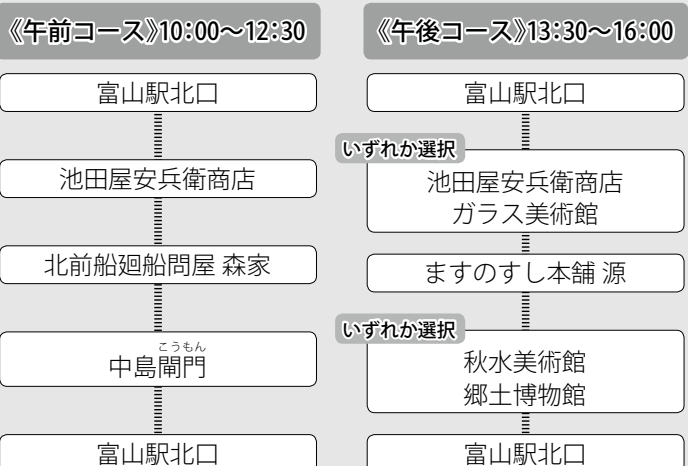 《午前コース》10:00～12:30
富山駅北口
池田屋安兵衛商店
北前船廻船問屋 森家
こうもん
中島閘門
富山駅北口
《午後コース》13:30～16:00
富山駅北口
いずれか選択
池田屋安兵衛商店
ガラス美術館
ますのすし本舗 源
いずれか選択
秋水美術館
郷土博物館
富山駅北口